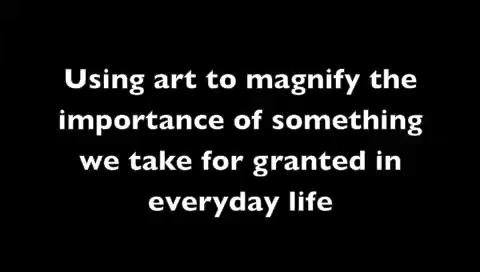 Using art to magnify the
importance of something
we take for granted in
everyday life